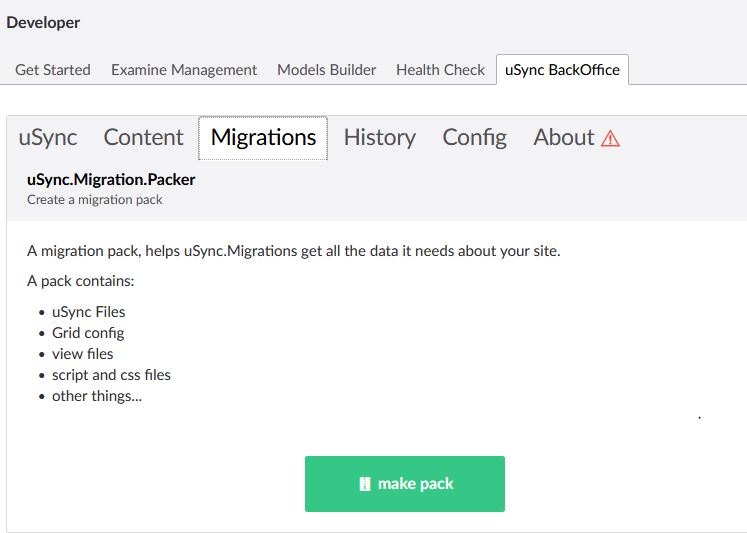 Developer
Get Started Examine Management Models Builder Health Check uSync BackOffice
uSync Content Migrations History Config About
uSync.Migration.Packer
Create a migration pack
A migration pack, helps uSync.Migrations get all the data it needs about your site.
A pack contains:
• uSync Files
• Grid config
• view files
• script and css files
• other things...
make pack